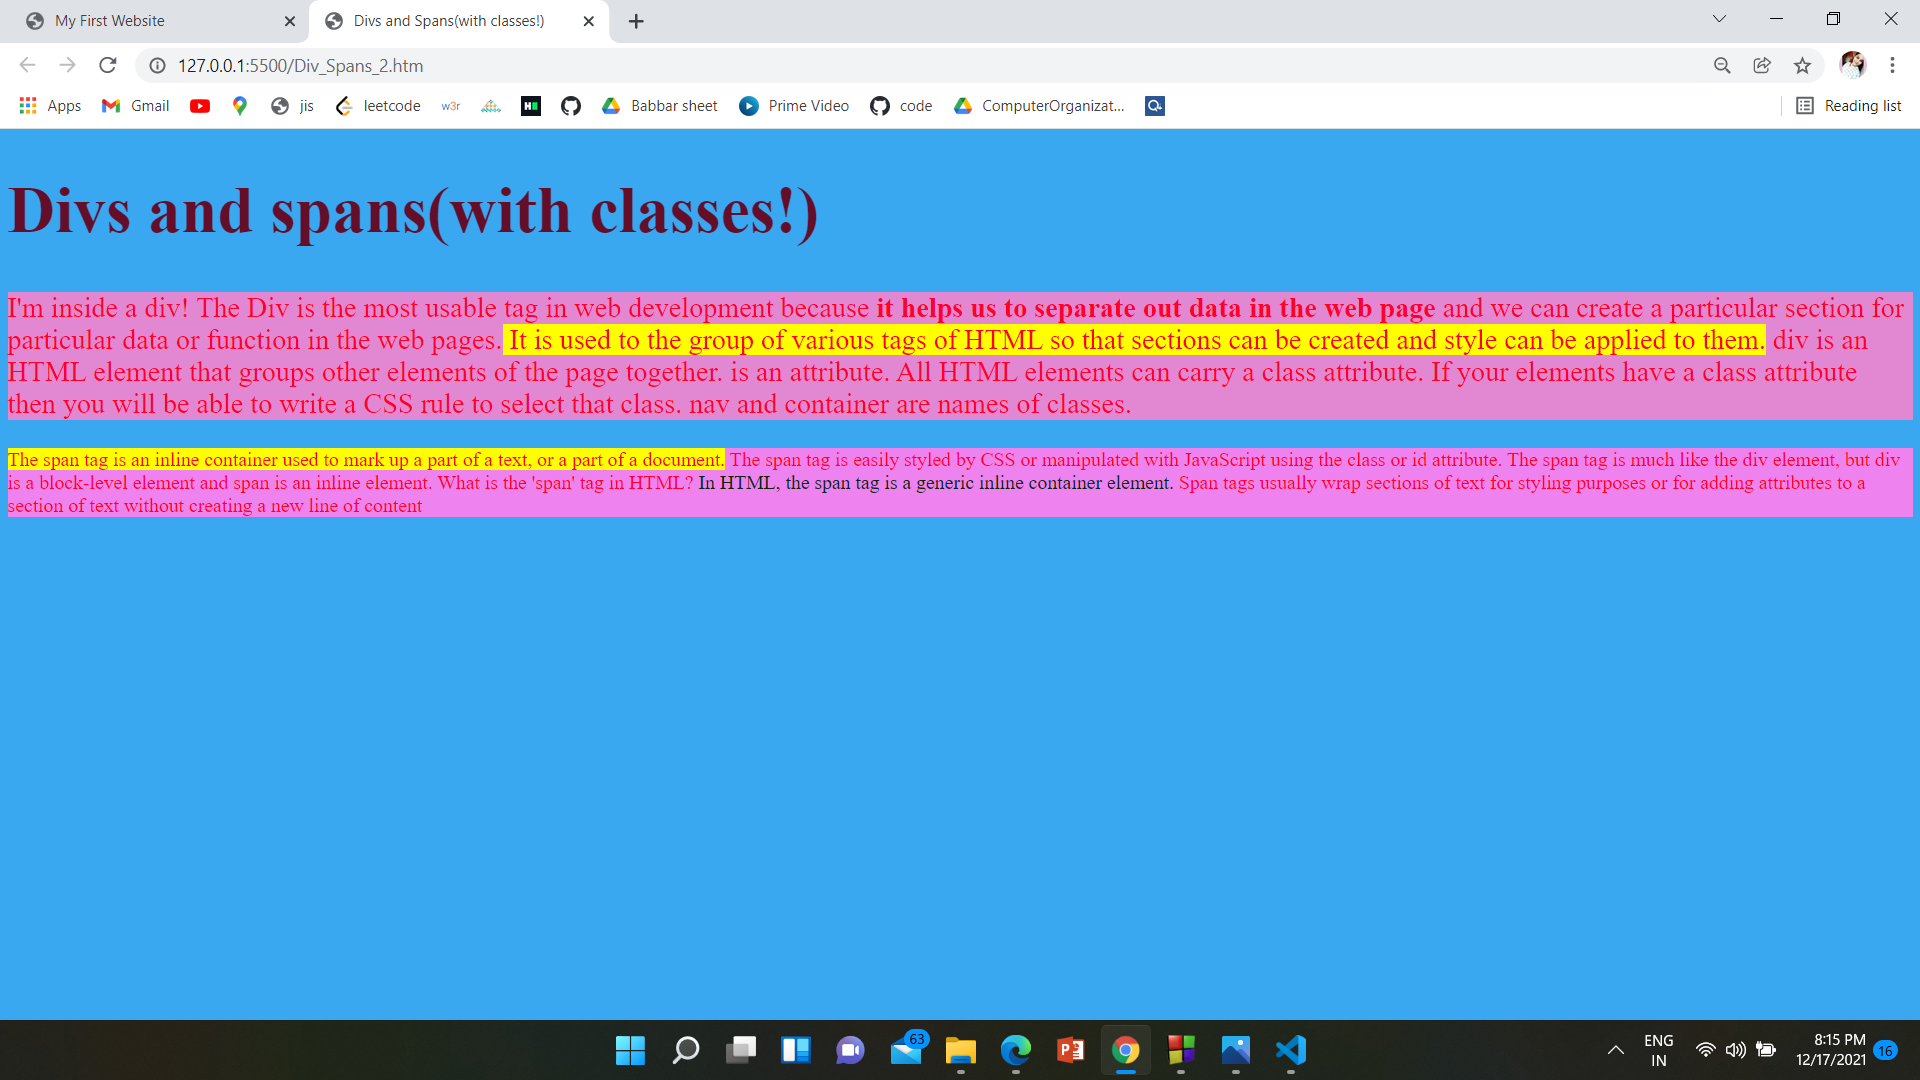 My First Website
Divs and Spans(with classes!)
127.0.0.1:5500/Div_Spans_2.htm
Apps Gmail jis leetcode w3r Babbar sheet Prime Video code ComputerOrganizat... Reading list
Divs and spans(with classes!)
I'm inside a div! The Div is the most usable tag in web development because it helps us to separate out data in the web page and we can create a particular section for
particular data or function in the web pages. It is used to the group of various tags of HTML so that sections can be created and style can be applied to them. div is an
HTML element that groups other elements of the page together. is an attribute. All HTML elements can carry a class attribute. If your elements have a class attribute
then you will be able to write a CSS rule to select that class. nav and container are names of classes.
The span tag is an inline container used to mark up a part of a text, or a part of a document. The span tag is easily styled by CSS or manipulated with JavaScript using the class or id attribute. The span tag is much like the div element, but div
is a block-level element and span is an inline element. What is the 'span' tag in HTML? In HTML, the span tag is a generic inline container element. Span tags usually wrap sections of text for styling purposes or for adding attributes to a
section of text without creating a new line of content
63
ENG
IN
8:15 PM
12/17/2021
16